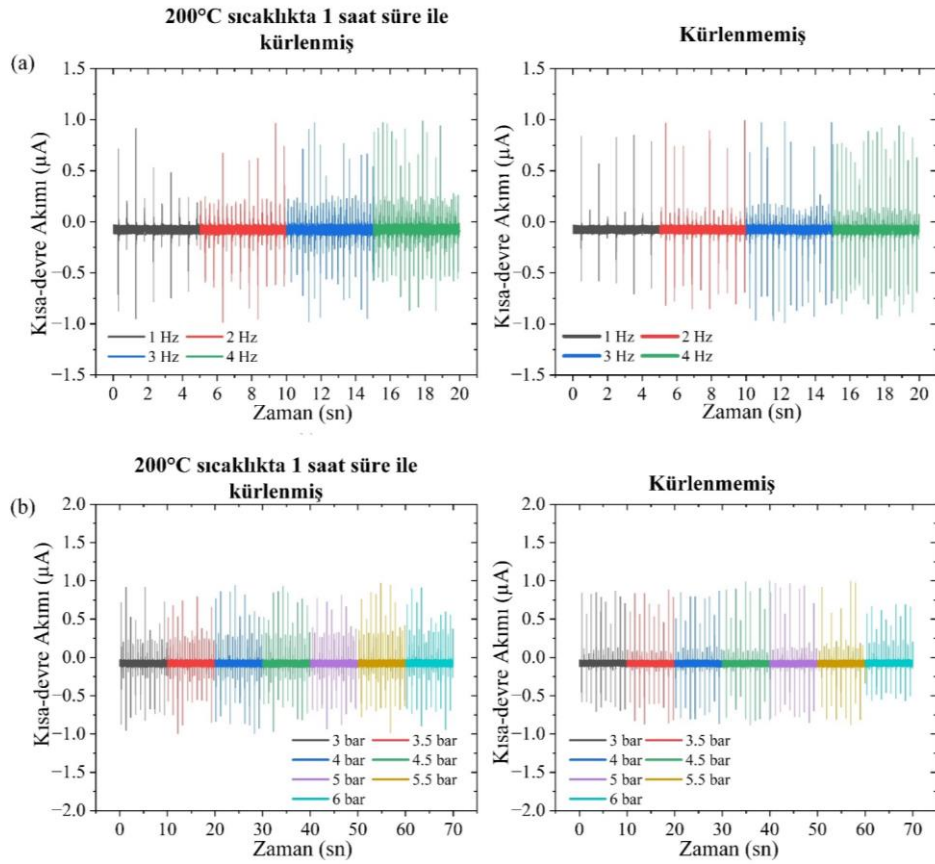 200°C sıcaklıkta 1 saat süre ile
kürlenmiş
Kürlenmemiş
(a)
Kısa-devre Akımı (µA)
1.5
1.0
0.5
0.0
−0.5
−1.0
−1.5
1 Hz 2 Hz
3 Hz 4 Hz
0 2 4 6 8 10 12 14 16 18 20
Zaman (sn)
Kısa-devre Akımı (µA)
1.5
1.0
0.5
0.0
−0.5
−1.0
−1.5
1 Hz 2 Hz
3 Hz 4 Hz
0 2 4 6 8 10 12 14 16 18 20
Zaman (sn)
200°C sıcaklıkta 1 saat süre ile
kürlenmiş
Kürlenmemiş
(b)
Kısa-devre Akımı (µA)
2.0
1.5
1.0
0.5
0.0
−0.5
−1.0
−1.5
−2.0
3 bar 3.5 bar
4 bar 4.5 bar
5 bar 5.5 bar
6 bar
0 10 20 30 40 50 60 70
Zaman (sn)
Kısa-devre Akımı (µA)
2.0
1.5
1.0
0.5
0.0
−0.5
−1.0
−1.5
−2.0
3 bar 3.5 bar
4 bar 4.5 bar
5 bar 5.5 bar
6 bar
0 10 20 30 40 50 60 70
Zaman (sn)